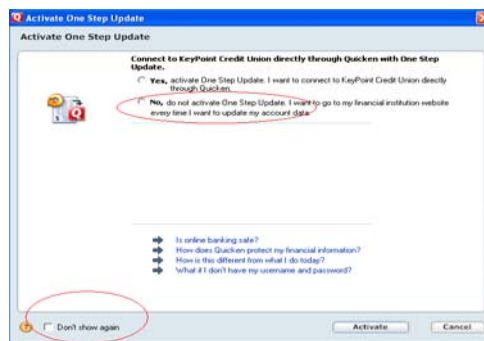 Activate One Step Update
Activate One Step Update
Connect to KeyPoint Credit Union directly through Quicken with One Step
Update.
Yes, activate One Step Update. I want to connect to KeyPoint Credit Union directly
through Quicken.
No, do not activate One Step Update. I want to go to my financial institution website
every time I want to update my account data.
Is online banking safe?
How does Quicken protect my financial information?
How is this different from what I do today?
What if I don't have my username and password?
Don't show again
Activate
Cancel